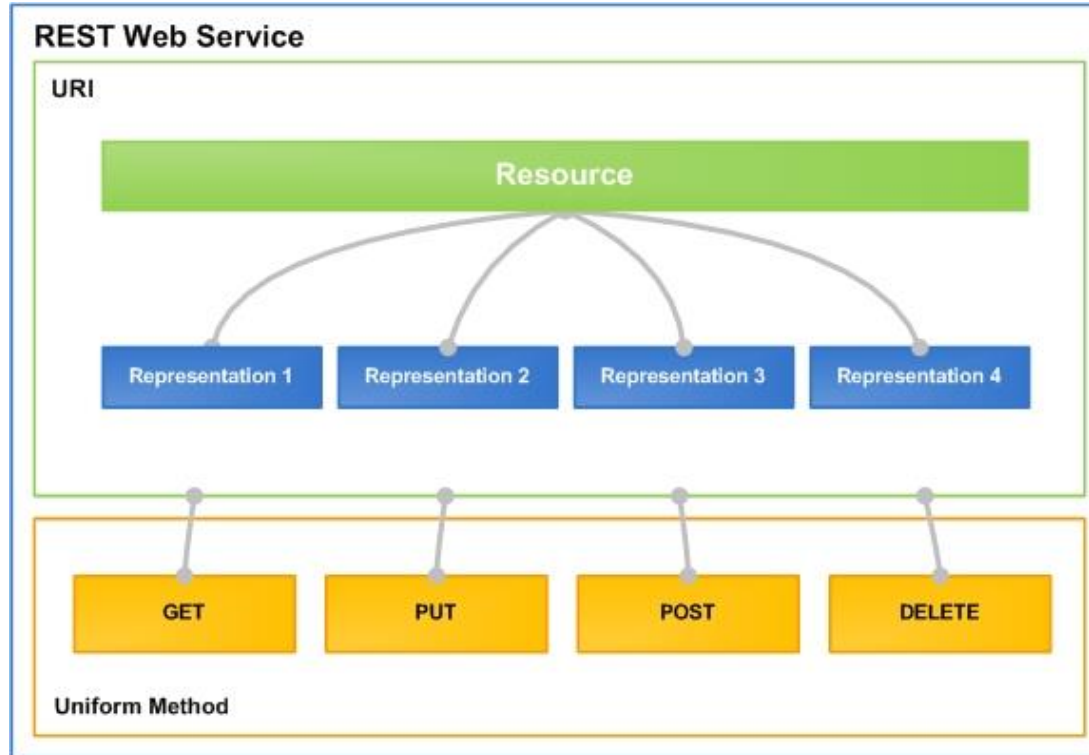 REST Web Service
URI
Resource
Representation 1
Representation 2
Representation 3
Representation 4
GET
PUT
POST
DELETE
Uniform Method